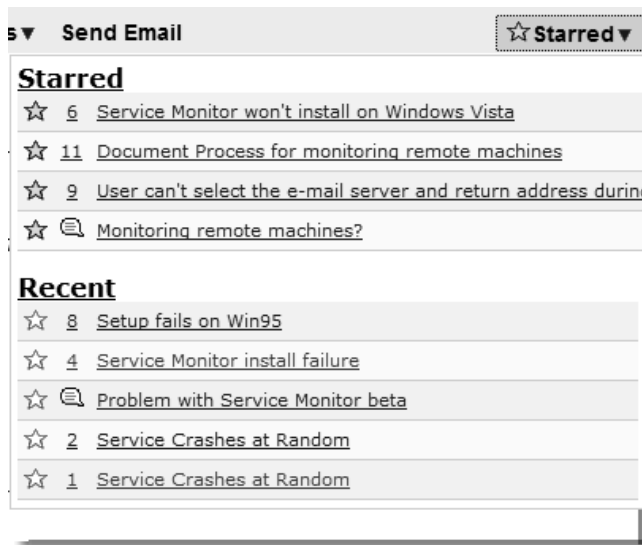 s▼ Send Email ☆Starred▼
Starred
6 Service Monitor won't install on Windows Vista
11 Document Process for monitoring remote machines
9 User can't select the e-mail server and return address durin
Monitoring remote machines?
Recent
8 Setup fails on Win95
4 Service Monitor install failure
Problem with Service Monitor beta
2 Service Crashes at Random
1 Service Crashes at Random